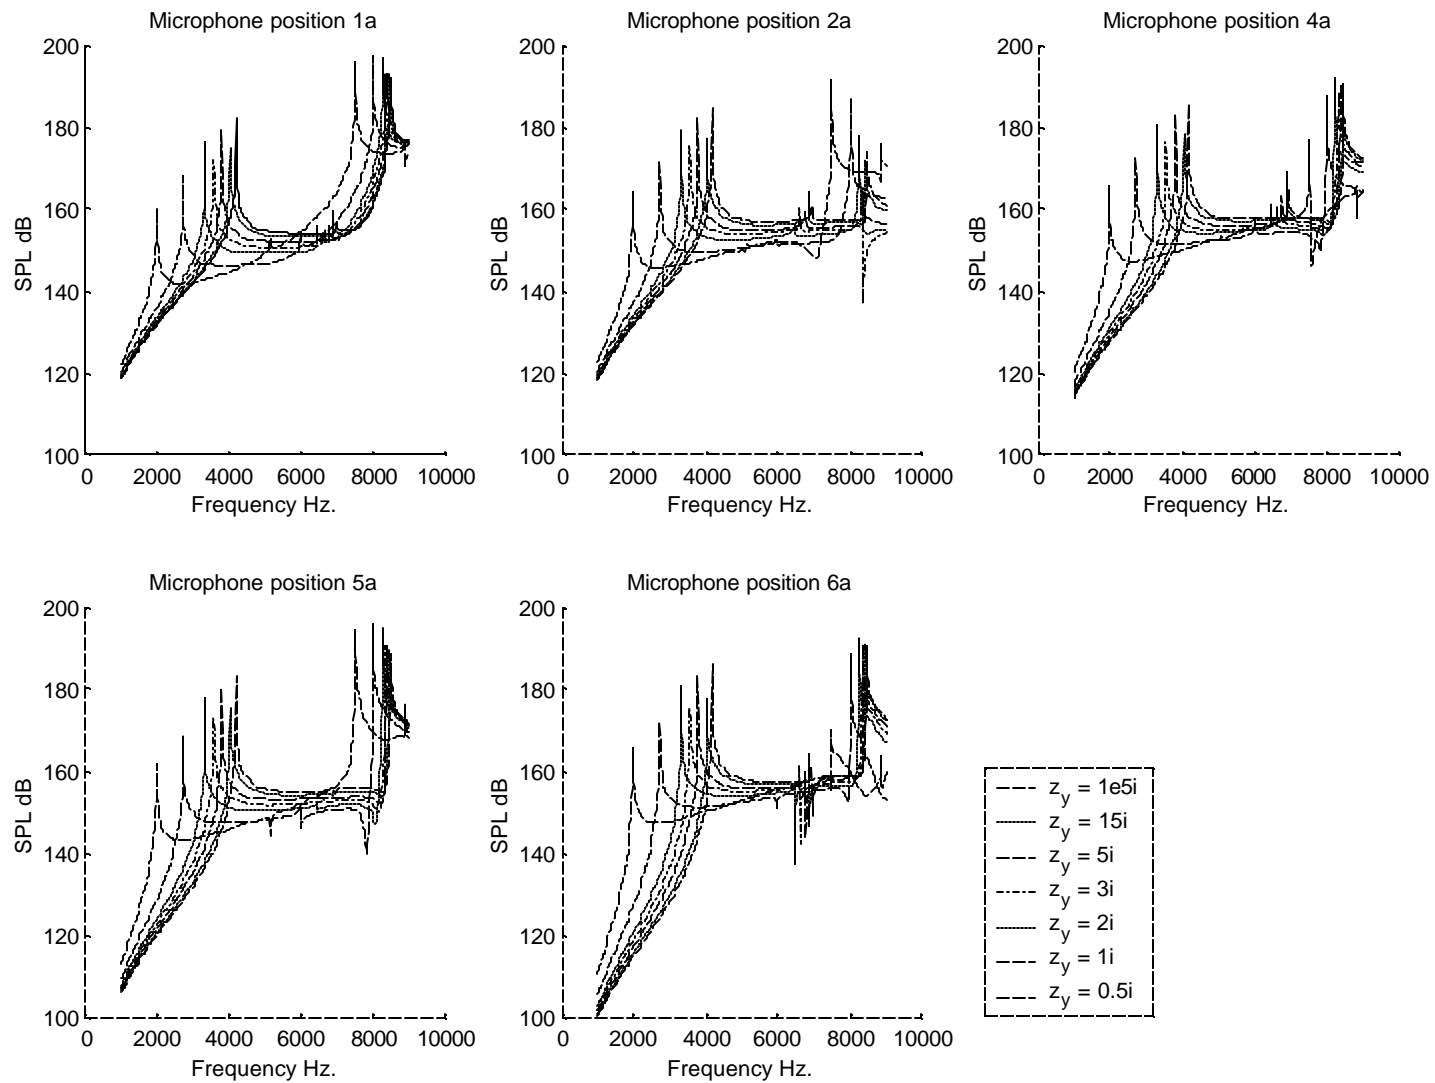 Microphone position 1a
200
180
160
140
120
100
SPL dB
0 2000 4000 6000 8000 10000
Frequency Hz.
Microphone position 2a
200
180
160
140
120
100
SPL dB
0 2000 4000 6000 8000 10000
Frequency Hz.
Microphone position 4a
200
180
160
140
120
100
SPL dB
0 2000 4000 6000 8000 10000
Frequency Hz.
Microphone position 5a
200
180
160
140
120
100
SPL dB
0 2000 4000 6000 8000 10000
Frequency Hz.
Microphone position 6a
200
180
160
140
120
100
SPL dB
0 2000 4000 6000 8000 10000
Frequency Hz.
z_y = 1e5i
z_y = 15i
z_y = 5i
z_y = 3i
z_y = 2i
z_y = 1i
z_y = 0.5i